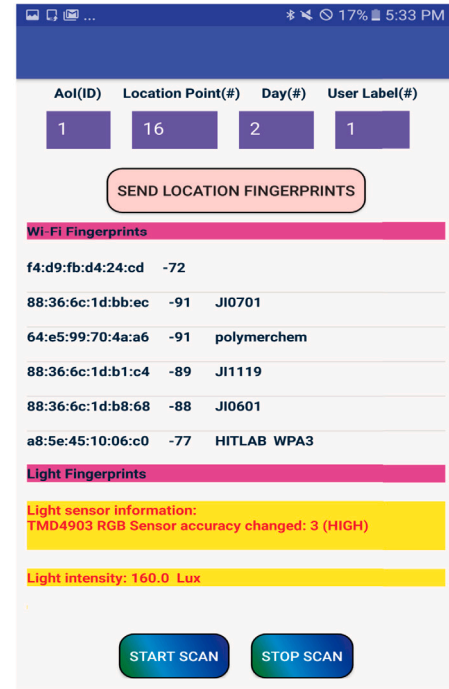 ... 17% 5:33 PM
AoI(ID) Location Point(#) Day(#) User Label(#)
1 16 2 1
SEND LOCATION FINGERPRINTS
Wi-Fi Fingerprints
f4:d9:fb:d4:24:cd -72
88:36:6c:1d:bb:ec -91 JI0701
64:e5:99:70:4a:a6 -91 polymerchem
88:36:6c:1d:b1:c4 -89 JI1119
88:36:6c:1d:b8:68 -88 JI0601
a8:5e:45:10:06:c0 -77 HITLAB WPA3
Light Fingerprints
Light sensor information:
TMD4903 RGB Sensor accuracy changed: 3 (HIGH)
Light intensity: 160.0 Lux
START SCAN STOP SCAN